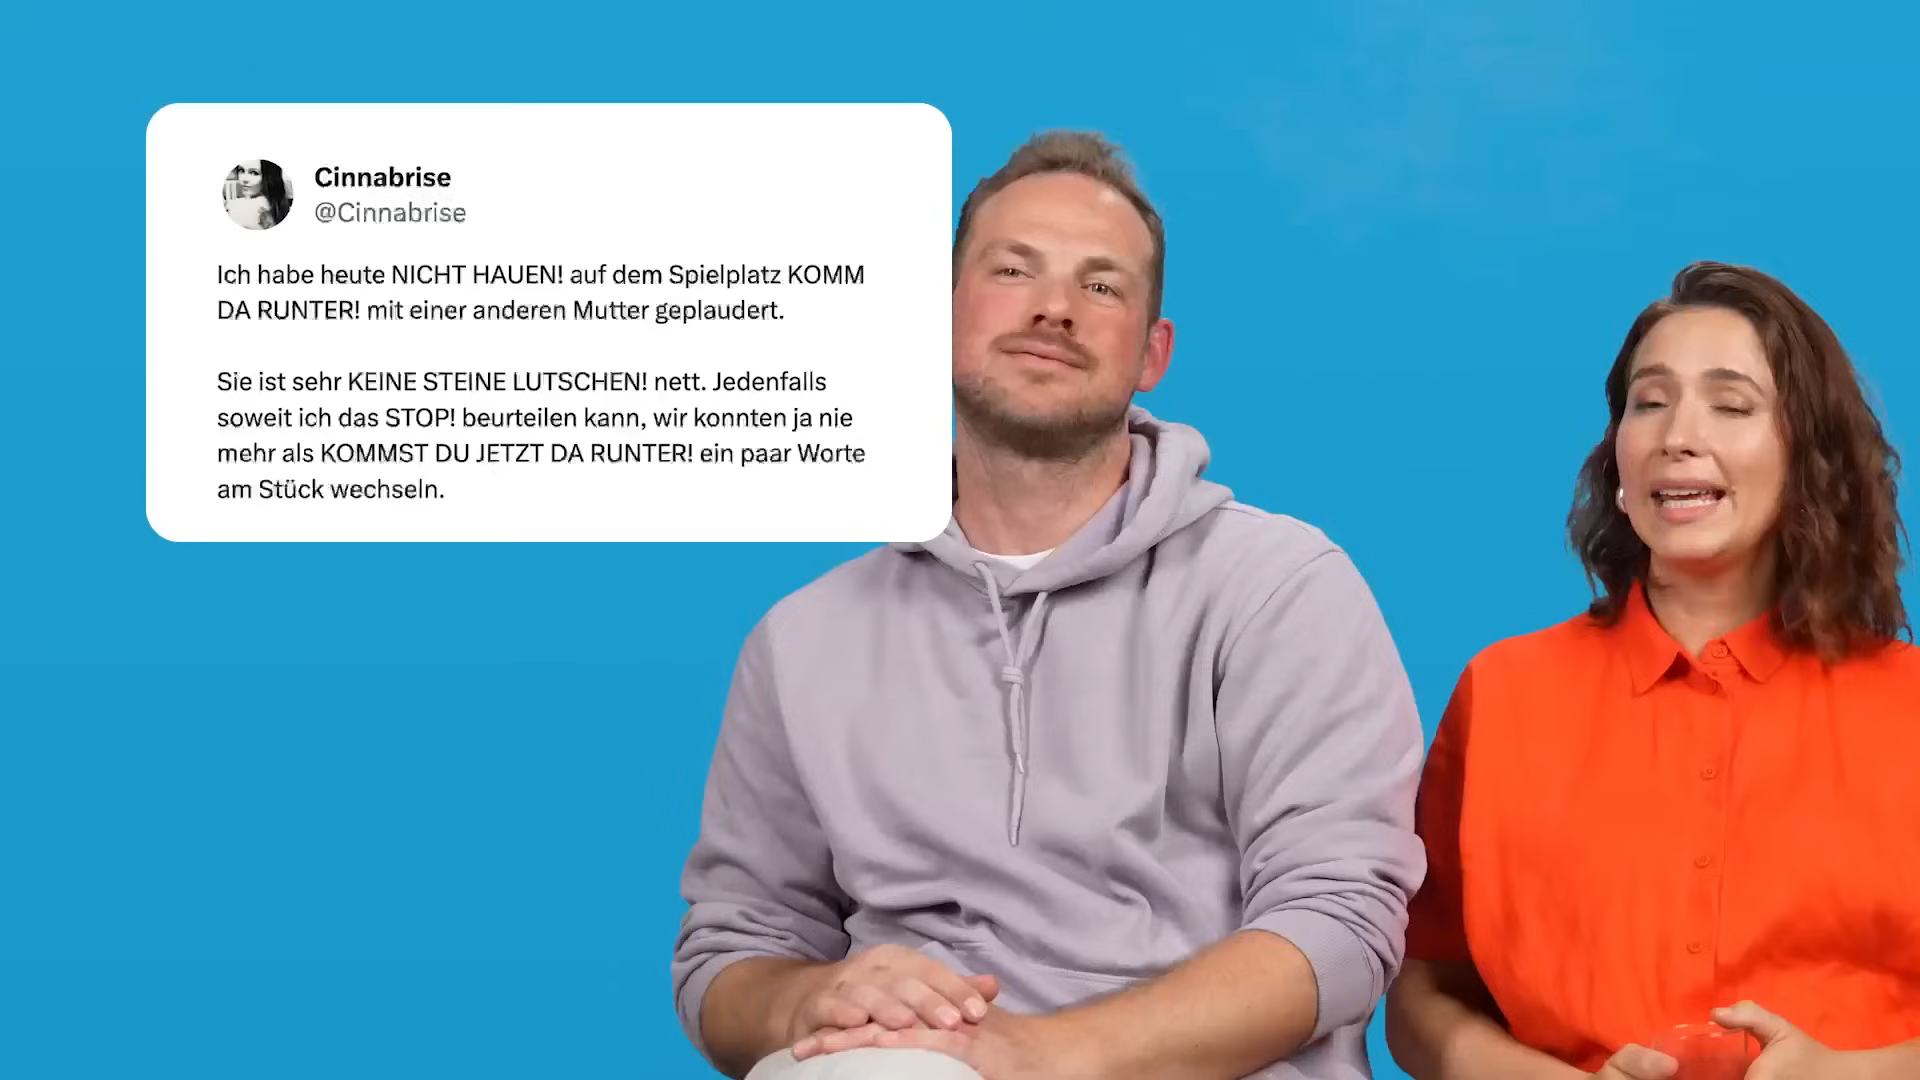 Cinnabrise
@Cinnabrise
Ich habe heute NICHT HAUEN! auf dem Spielplatz KOMM
DA RUNTER! mit einer anderen Mutter geplaudert.
Sie ist sehr KEINE STEINE LUTSCHEN! nett. Jedenfalls
soweit ich das STOP! beurteilen kann, wir konnten ja nie
mehr als KOMMST DU JETZT DA RUNTER! ein paar Worte
am Stück wechseln.